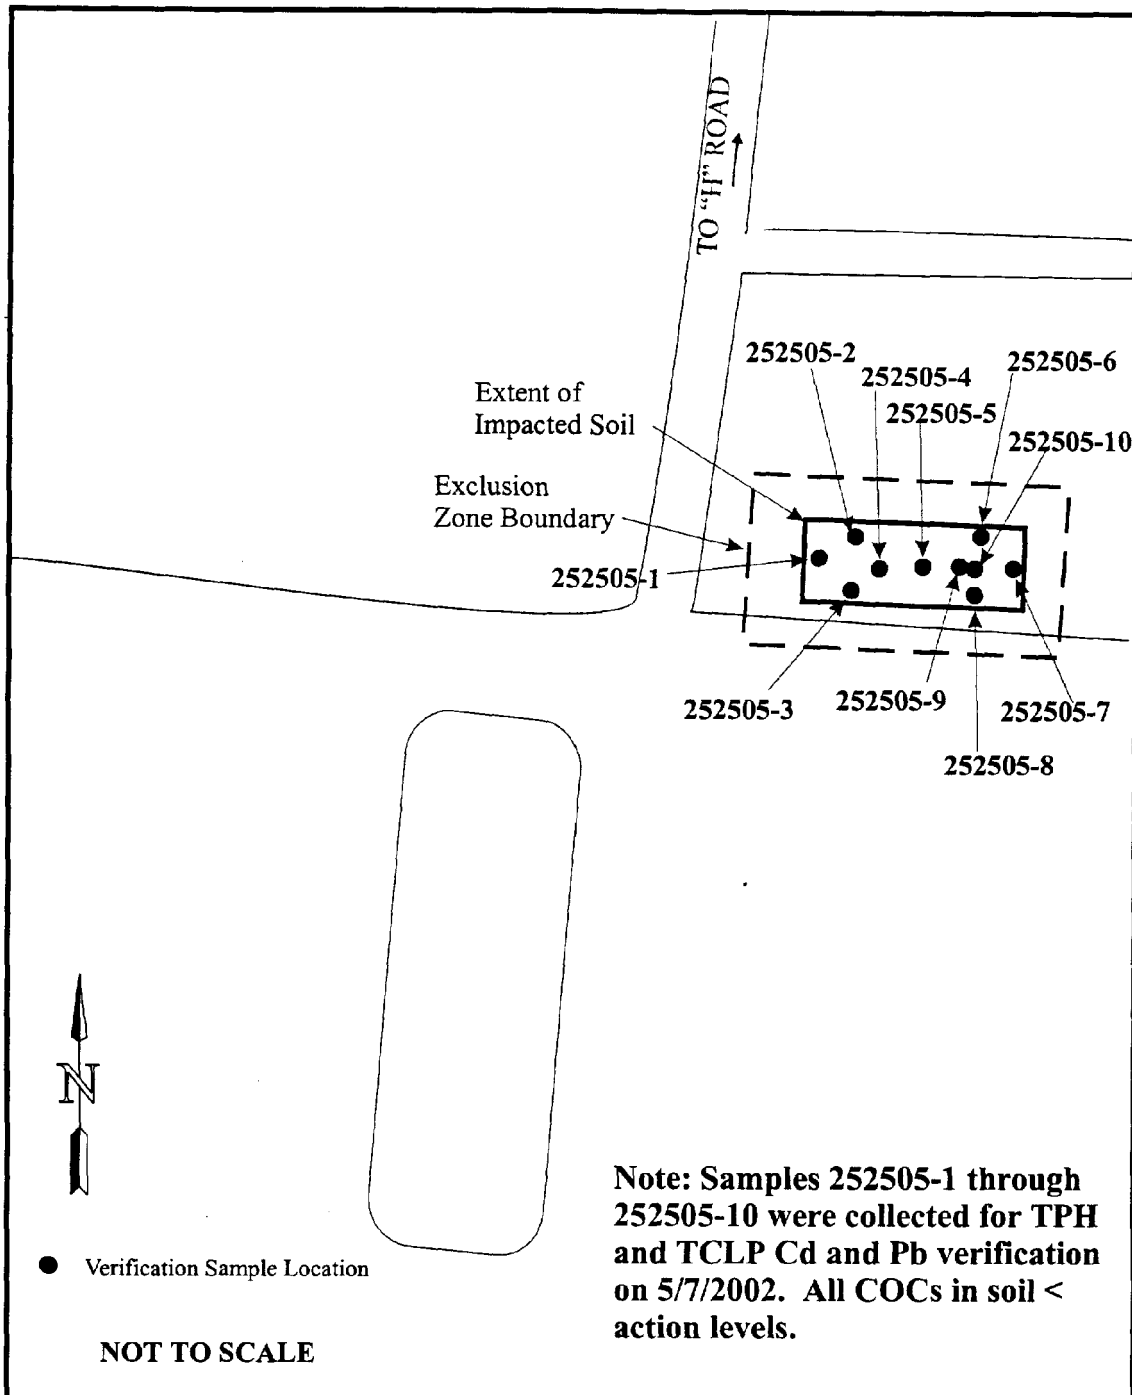 TO "H" ROAD
252505-2
252505-6
252505-4
Extent of
Impacted Soil
252505-5
252505-10
Exclusion
Zone Boundary
252505-1
252505-3
252505-9
252505-7
252505-8
N
Note: Samples 252505-1 through
252505-10 were collected for TPH
and TCLP Cd and Pb verification
on 5/7/2002. All COCs in soil <
action levels.
Verification Sample Location
NOT TO SCALE